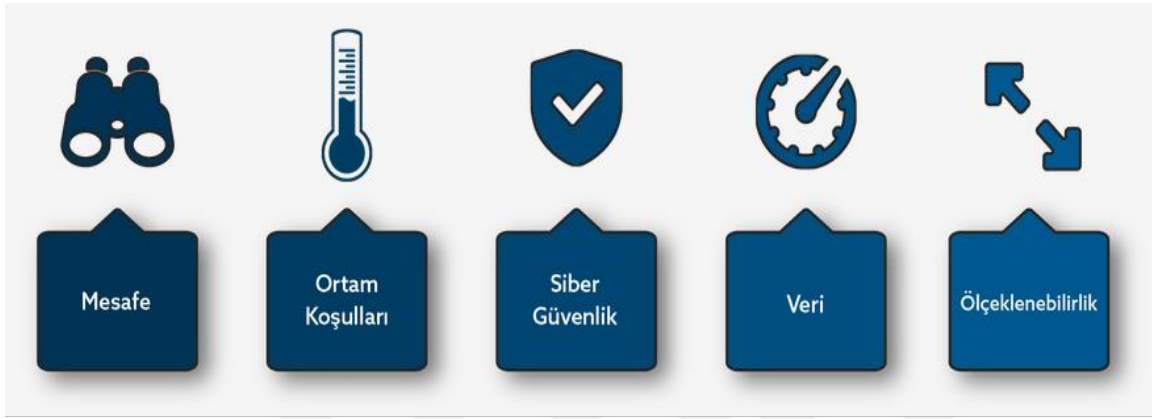 Mesafe
Ortam
Koşulları
Siber
Güvenlik
Veri
Ölçeklenebilirlik